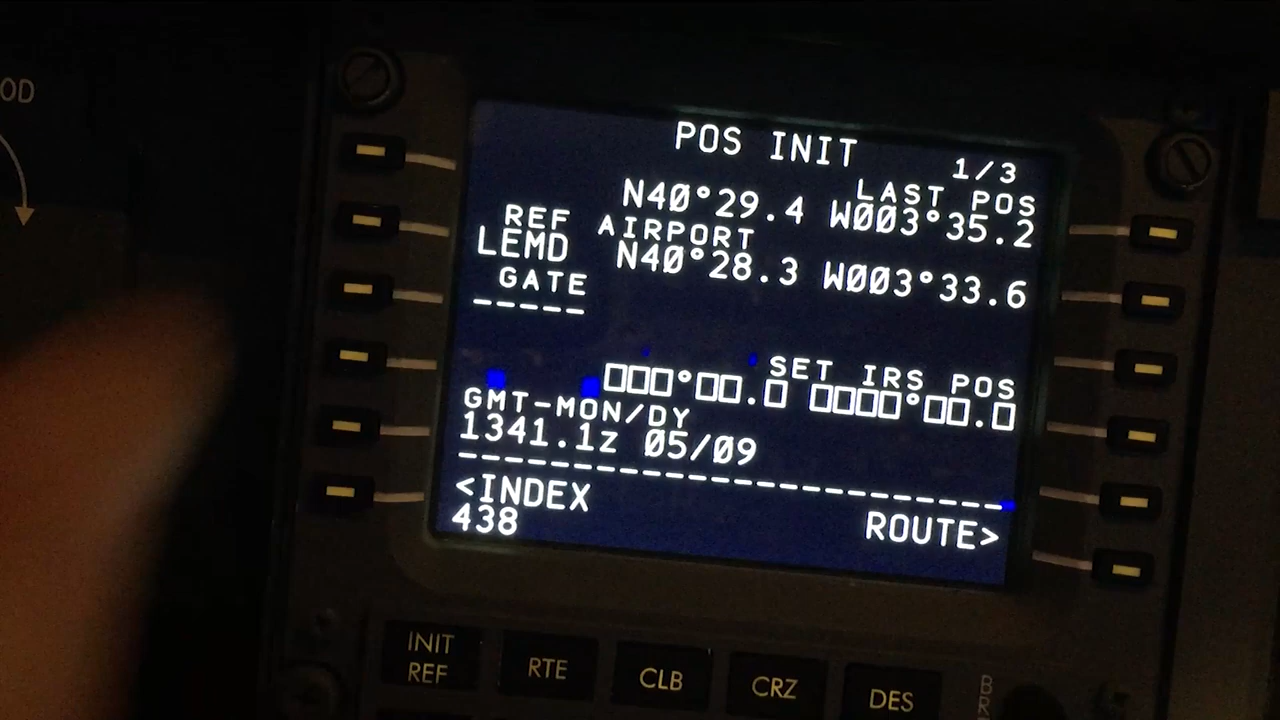 OD
POS INIT 1/3
LAST POS
N40°29.4 W003°35.2
REF AIRPORT
LEMD N40°28.3 W003°33.6
GATE
-----
SET IRS POS
□□□°□□.□ □□□□°□□.□
GMT-MON/DY
1341.1z 05/09
------------------------
<INDEX
438 ROUTE>
INIT REF
RTE
CLB
CRZ
DES